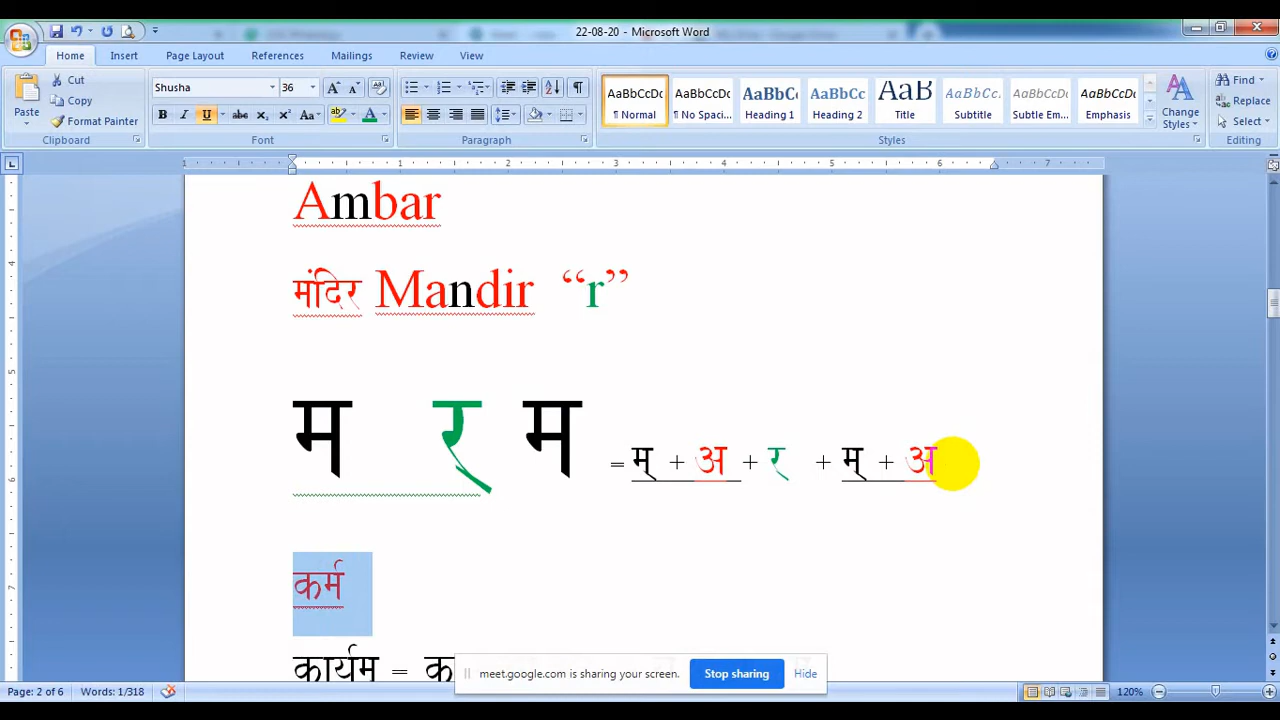 22-08-20 - Microsoft Word
Home Insert Page Layout References Mailings Review View
Paste Cut Copy Format Painter Clipboard
Shusha 36 Font
Paragraph
AaBbCcDc ¶ Normal AaBbCcDc ¶ No Spaci... AaBbCc Heading 1 AaBbCc Heading 2 AaB Title AaBbCc. Subtitle AaBbCcDc Subtle Em... AaBbCcDc Emphasis Change Styles Styles
Find Replace Select Editing
Ambar
मंदिर Mandir “r”
म र् म = म् + अ + र् + म् + अ
कर्म
कार्यम = क
meet.google.com is sharing your screen. Stop sharing Hide
Page: 2 of 6 Words: 1/318 120%